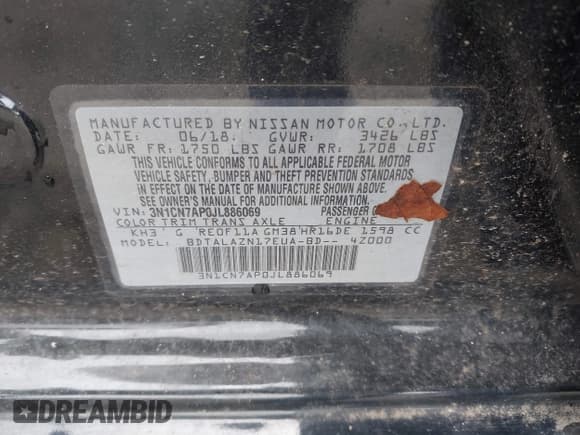 MANUFACTURED BY NISSAN MOTOR CO., LTD.
DATE: 06/18. GVWR: 3426 LBS
GAWR FR: 1750 LBS GAWR RR: 1708 LBS
THIS VEHICLE CONFORMS TO ALL APPLICABLE FEDERAL MOTOR
VEHICLE SAFETY, BUMPER AND THEFT PREVENTION STANDARDS
IN EFFECT ON THE DATE OF MANUFACTURE SHOWN ABOVE.
SEE OWNER'S MANUAL FOR ADDITIONAL INFORMATION.
VIN: 3N1CN7AP0JL886069 PASSENGER
COLOR TRIM TRANS AXLE ENGINE
KH3 G RE0F11A GM38 HR16DE 1598 CC
MODEL: BDTALAZN17EUA-BD-- 4Z000
3N1CN7AP0JL886069
DREAMBID